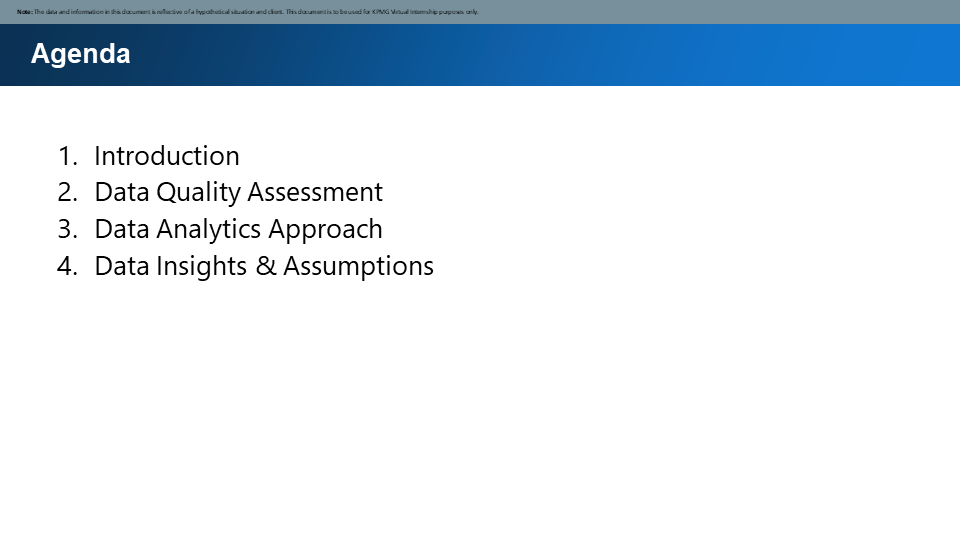 Note: The data and information in this document is reflective of a hypothetical situation and client. This document is to be used for KPMG Virtual Internship purposes only.
Agenda
1. Introduction
2. Data Quality Assessment
3. Data Analytics Approach
4. Data Insights & Assumptions